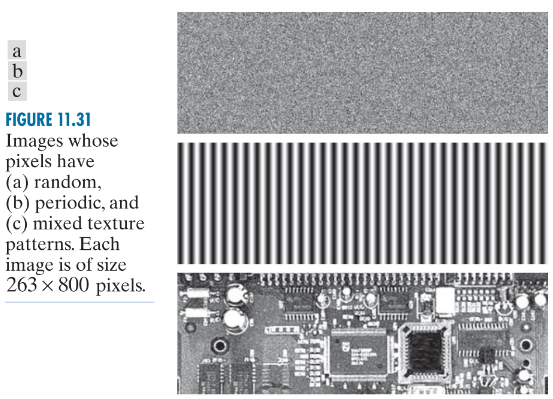 a
b
c
FIGURE 11.31
Images whose
pixels have
(a) random,
(b) periodic, and
(c) mixed texture
patterns. Each
image is of size
263 × 800 pixels.